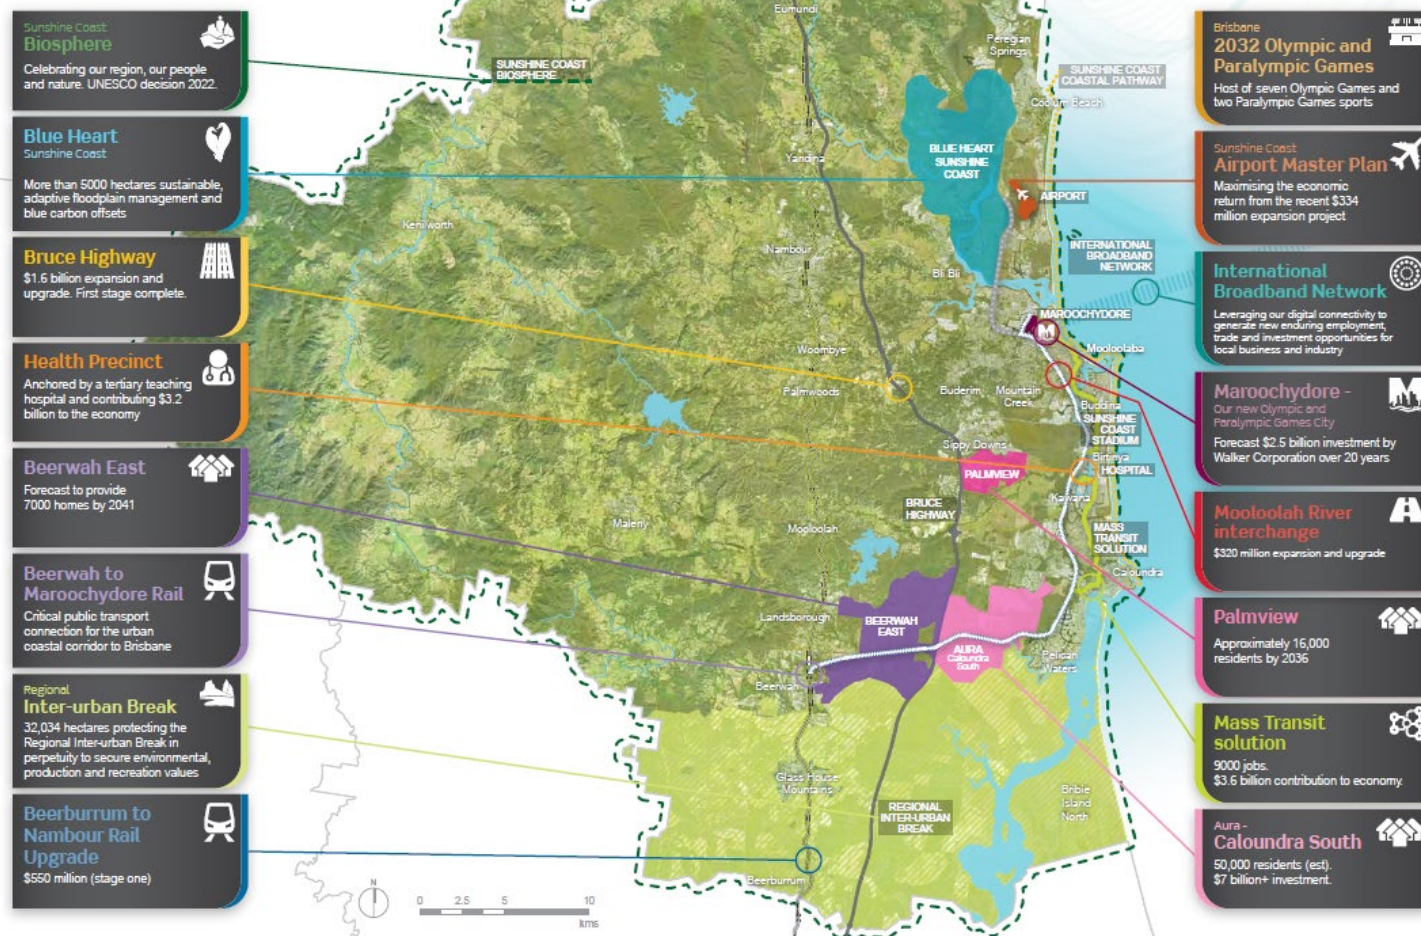 Sunshine Coast
Biosphere
Celebrating our region, our people
and nature. UNESCO decision 2022.
Blue Heart
Sunshine Coast
More than 5000 hectares sustainable,
adaptive floodplain management and
blue carbon offsets
Bruce Highway
$1.6 billion expansion and
upgrade. First stage complete.
Health Precinct
Anchored by a tertiary teaching
hospital and contributing $3.2
billion to the economy
Beerwah East
Forecast to provide
7000 homes by 2041
Beerwah to
Maroochydore Rail
Critical public transport
connection for the urban
coastal corridor to Brisbane
Regional
Inter-urban Break
32,034 hectares protecting the
Regional Inter-urban Break in
perpetuity to secure environmental,
production and recreation values
Beerburrum to
Nambour Rail
Upgrade
$550 million (stage one)
Eumundi
Peregian
Springs
SUNSHINE COAST
BIOSPHERE
SUNSHINE COAST
COASTAL PATHWAY
Coolum Beach
BLUE HEART
SUNSHINE
COAST
Yandina
AIRPORT
Kenilworth
Nambour
INTERNATIONAL
BROADBAND
NETWORK
Bli Bli
MAROOCHYDORE
M
Mooloolaba
Woombye
Palmwoods
Buderim
Mountain
Creek
Buddina
SUNSHINE
COAST
STADIUM
Sippy Downs
Birtinya
HOSPITAL
PALMVIEW
Kawana
BRUCE
HIGHWAY
Maleny
Mooloolah
MASS
TRANSIT
SOLUTION
Caloundra
Landsborough
BEERWAH
EAST
AURA
Caloundra
South
Pelican
Waters
Beerwah
Glass House
Mountains
Bribie
Island
North
REGIONAL
INTER-URBAN
BREAK
Beerburrum
N
0 2.5 5 10
kms
Brisbane
2032 Olympic and
Paralympic Games
Host of seven Olympic Games and
two Paralympic Games sports
Sunshine Coast
Airport Master Plan
Maximising the economic
return from the recent $334
million expansion project
International
Broadband Network
Leveraging our digital connectivity to
generate new enduring employment,
trade and investment opportunities for
local business and industry
Maroochydore -
Our new Olympic and
Paralympic Games City
Forecast $2.5 billion investment by
Walker Corporation over 20 years
M
Mooloolah River
interchange
$320 million expansion and upgrade
Palmview
Approximately 16,000
residents by 2036
Mass Transit
solution
9000 jobs.
$3.6 billion contribution to economy.
Aura -
Caloundra South
50,000 residents (est).
$7 billion+ investment.